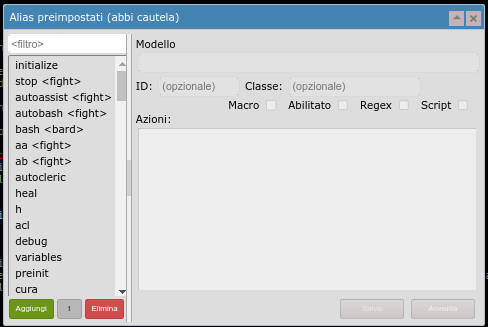 Alias preimpostati (abbi cautela)
<filtro>
initialize
stop <fight>
autoassist <fight>
autobash <fight>
bash <bard>
aa <fight>
ab <fight>
autocleric
heal
h
acl
debug
variables
preinit
cura
Aggiungi
Elimina
Modello
ID: (opzionale) Classe: (opzionale)
Macro Abilitato Regex Script
Azioni:
Salva Annulla